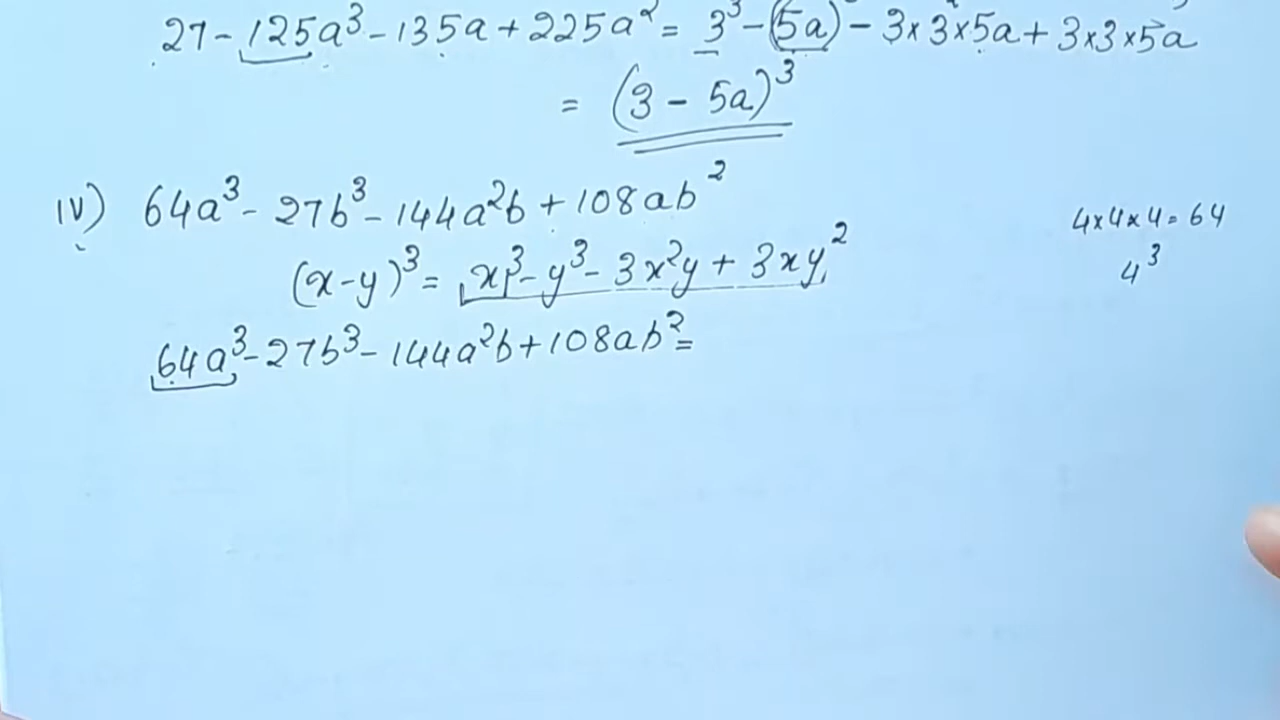 27 - 125a³ - 135a + 225a² = 3³ - (5a) - 3×3×5a + 3×3×5a
= (3 - 5a)³
IV) 64a³ - 27b³ - 144a²b + 108ab²
4×4×4 = 64
(x-y)³ = x³ - y³ - 3x²y + 3xy²
4³
64a³ - 27b³ - 144a²b + 108ab² =